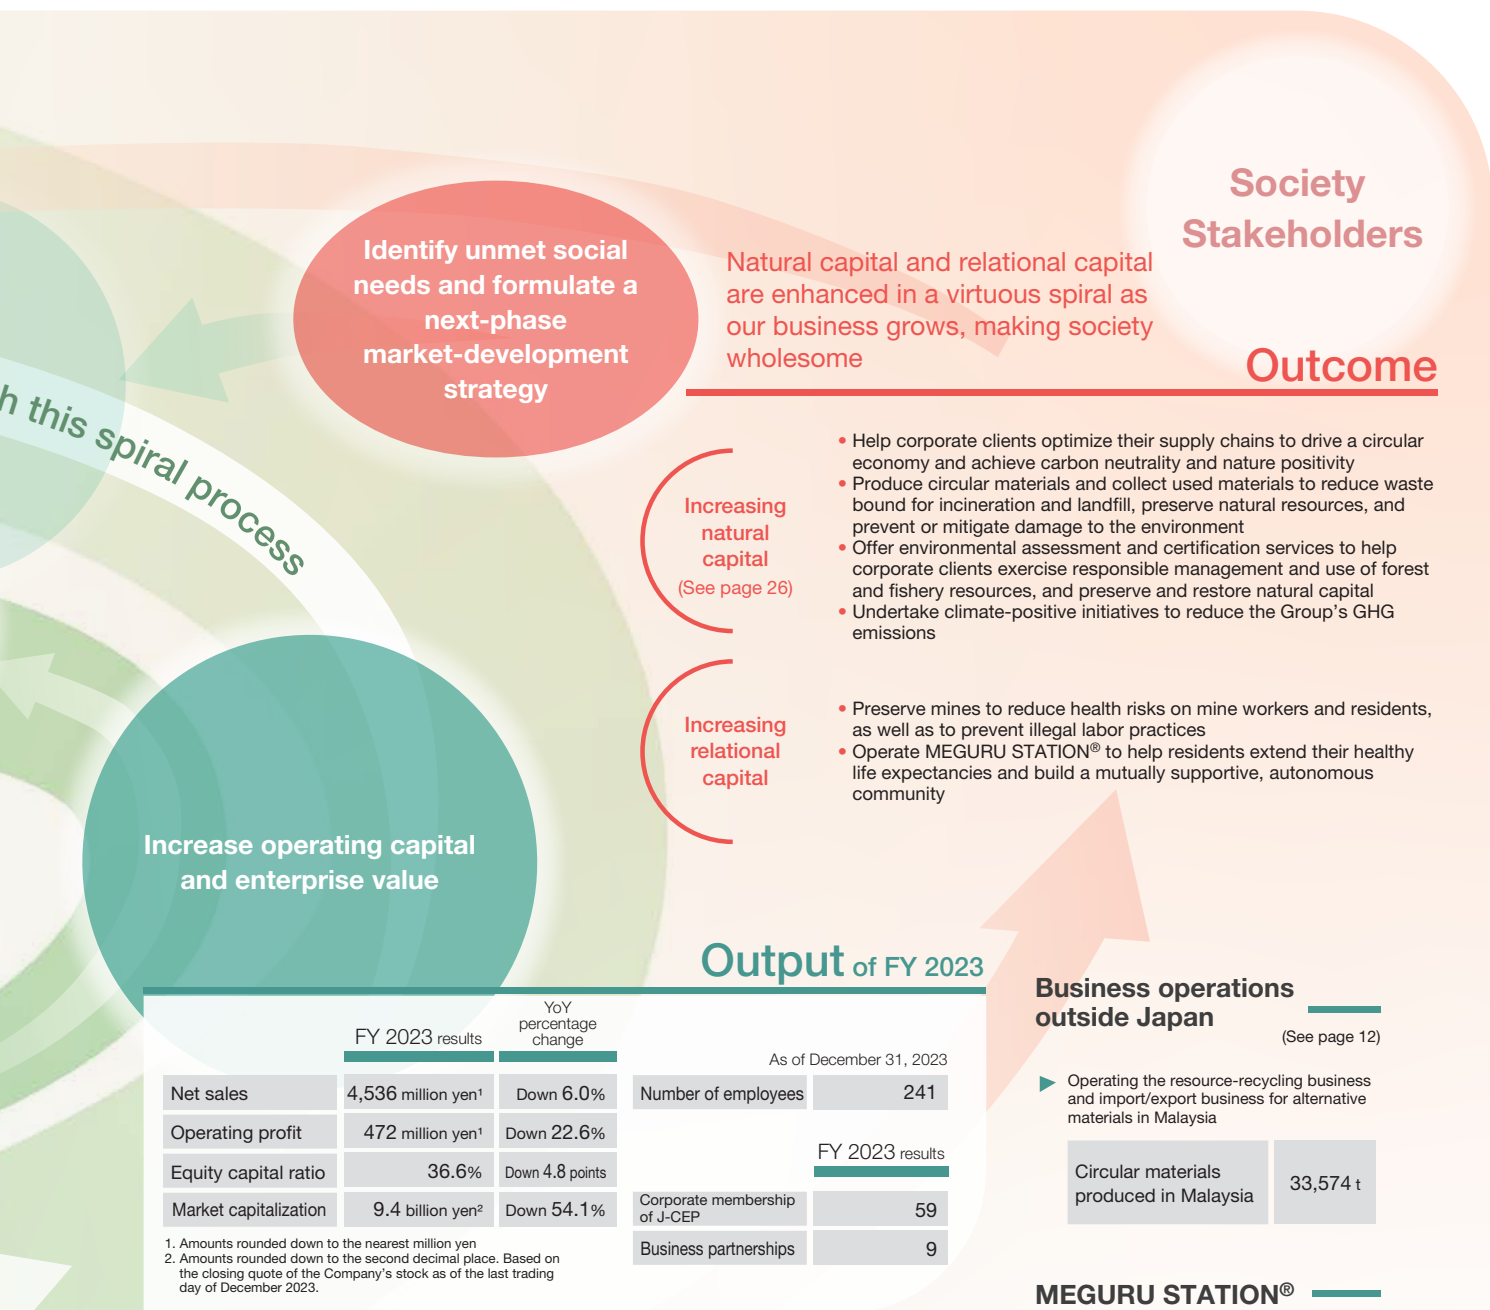 Society
Stakeholders
Identify unmet social
needs and formulate a
next-phase
market-development
strategy
Natural capital and relational capital
are enhanced in a virtuous spiral as
our business grows, making society
wholesome
Outcome
this spiral process
Increasing
natural
capital
(See page 26)
• Help corporate clients optimize their supply chains to drive a circular
economy and achieve carbon neutrality and nature positivity
• Produce circular materials and collect used materials to reduce waste
bound for incineration and landfill, preserve natural resources, and
prevent or mitigate damage to the environment
• Offer environmental assessment and certification services to help
corporate clients exercise responsible management and use of forest
and fishery resources, and preserve and restore natural capital
• Undertake climate-positive initiatives to reduce the Group's GHG
emissions
Increasing
relational
capital
• Preserve mines to reduce health risks on mine workers and residents,
as well as to prevent illegal labor practices
• Operate MEGURU STATION® to help residents extend their healthy
life expectancies and build a mutually supportive, autonomous
community
Increase operating capital
and enterprise value
Output of FY 2023
FY 2023 results
YoY
percentage
change
Net sales 4,536 million yen¹ Down 6.0%
Operating profit 472 million yen¹ Down 22.6%
Equity capital ratio 36.6% Down 4.8 points
Market capitalization 9.4 billion yen² Down 54.1%
1. Amounts rounded down to the nearest million yen
2. Amounts rounded down to the second decimal place. Based on
the closing quote of the Company's stock as of the last trading
day of December 2023.
As of December 31, 2023
Number of employees 241
FY 2023 results
Corporate membership
of J-CEP 59
Business partnerships 9
Business operations
outside Japan
(See page 12)
► Operating the resource-recycling business
and import/export business for alternative
materials in Malaysia
Circular materials
produced in Malaysia 33,574 t
MEGURU STATION®